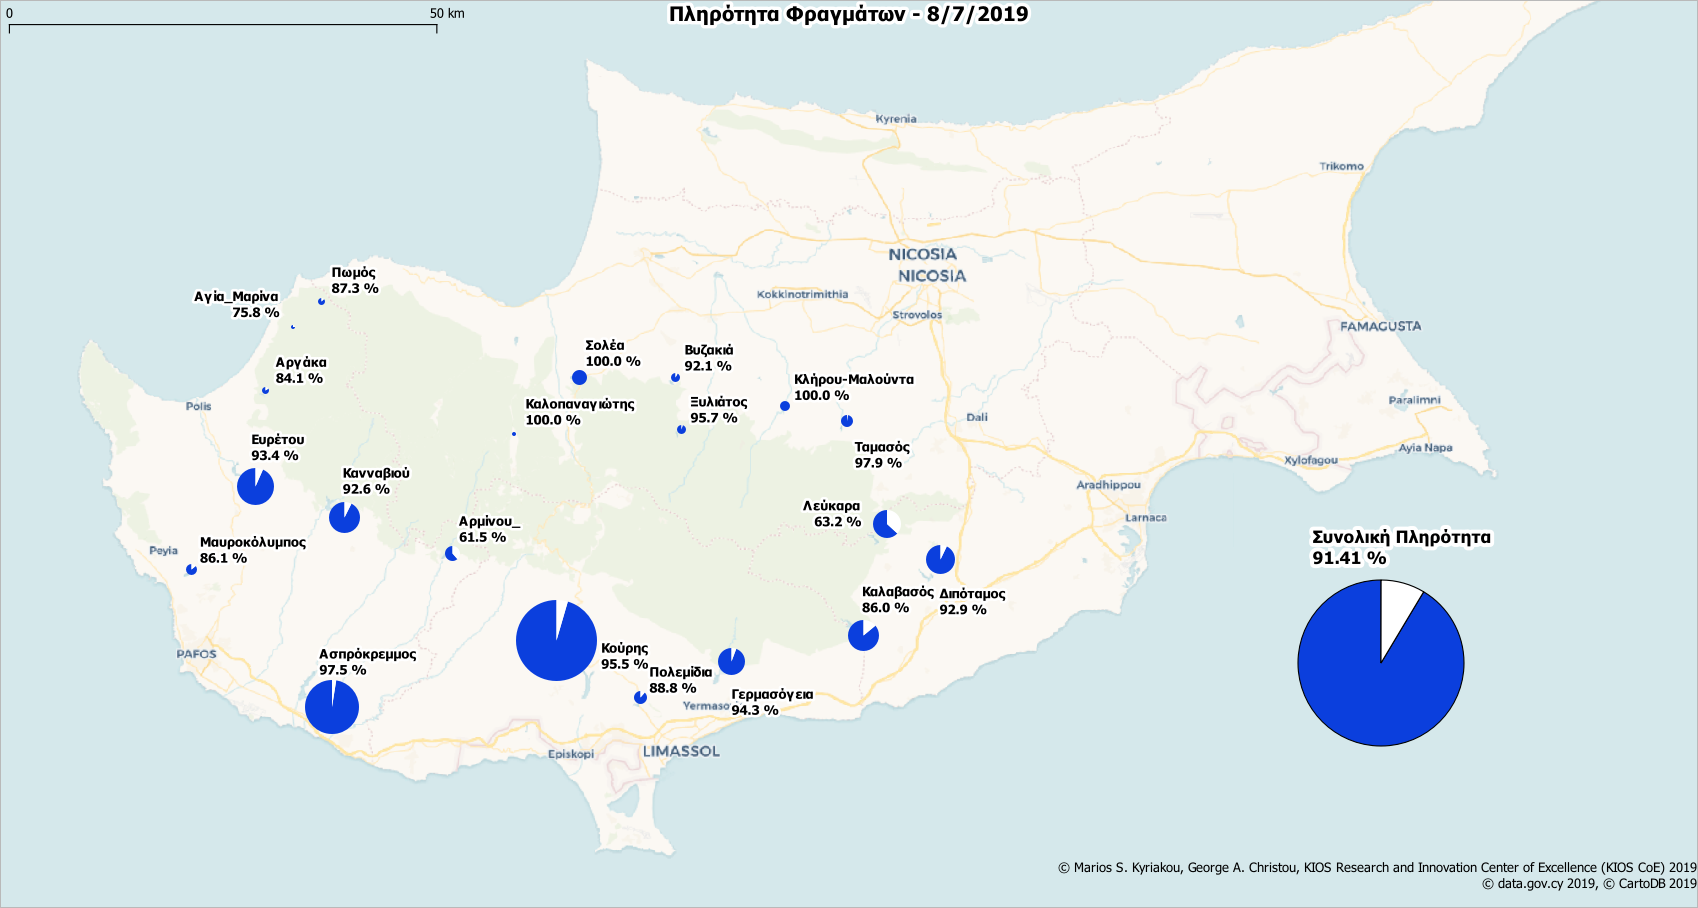 0
50 km
Πληρότητα Φραγμάτων - 8/7/2019
Kyrenia
Trikomo
NICOSIA
NICOSIA
Πωμός
87.3 %
Αγία_Μαρίνα
75.8 %
Kokkinotrimithia
Strovolos
FAMAGUSTA
Σολέα
100.0 %
Βυζακιά
92.1 %
Αργάκα
84.1 %
Κλήρου-Μαλούντα
100.0 %
Polis
Καλοπαναγιώτης
100.0 %
Ξυλιάτος
95.7 %
Dali
Paralimni
Ευρέτου
93.4 %
Ταμασός
97.9 %
Ayia Napa
Xylofagou
Κανναβιού
92.6 %
Aradhippou
Λεύκαρα
63.2 %
Larnaca
Αρμίνου_
61.5 %
Peyia
Μαυροκόλυμπος
86.1 %
Συνολική Πληρότητα
91.41 %
Καλαβασός
86.0 %
Διπόταμος
92.9 %
PAFOS
Ασπρόκρεμμος
97.5 %
Κούρης
95.5 %
Πολεμίδια
88.8 %
Γερμασόγεια
94.3 %
Yermaso
Episkopi
LIMASSOL
© Marios S. Kyriakou, George A. Christou, KIOS Research and Innovation Center of Excellence (KIOS CoE) 2019
© data.gov.cy 2019, © CartoDB 2019